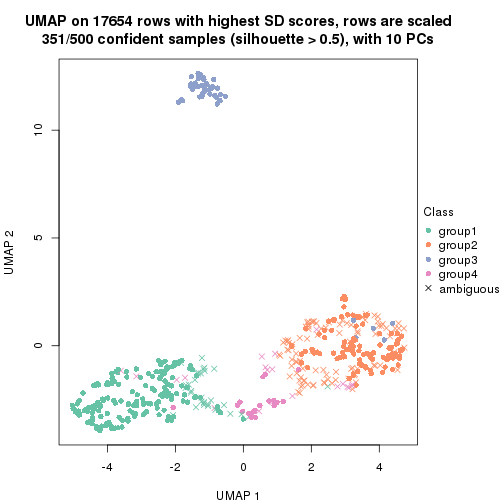 UMAP on 17654 rows with highest SD scores, rows are scaled
351/500 confident samples (silhouette > 0.5), with 10 PCs
10
5
0
UMAP 2
-4
-2
0
2
4
UMAP 1
Class
group1
group2
group3
group4
ambiguous